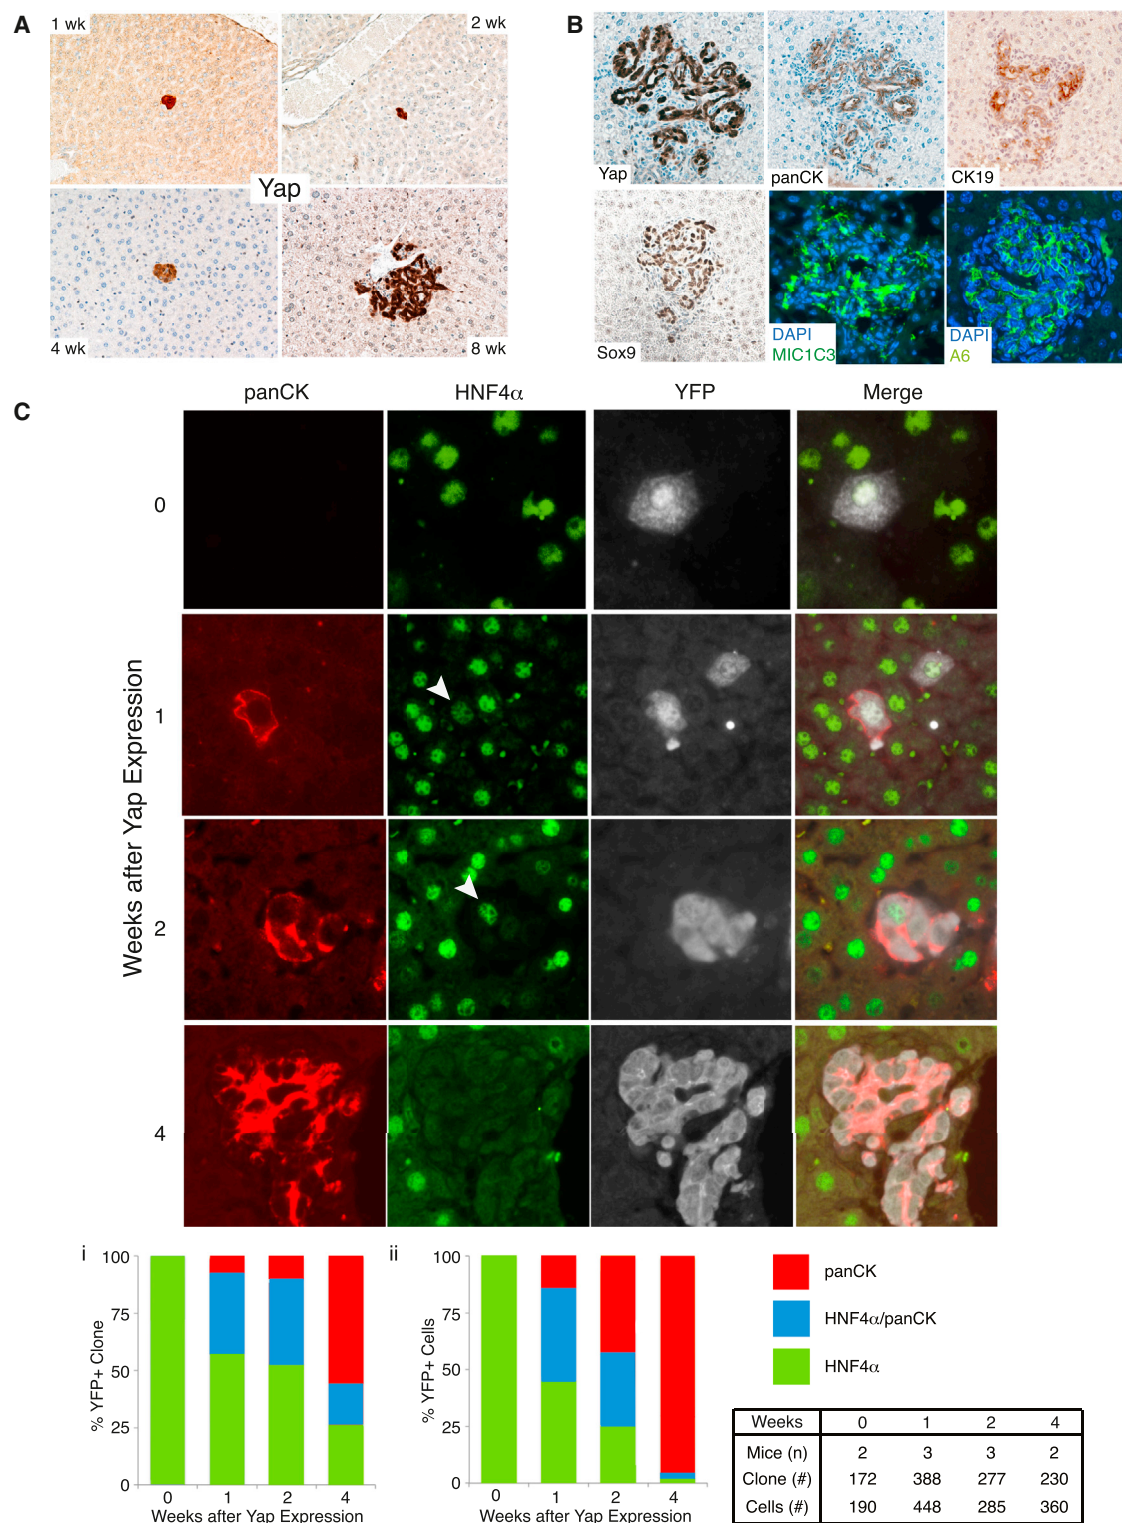 A
1 wk
2 wk
Yap
4 wk
8 wk
B
Yap
panCK
CK19
Sox9
DAPI
MIC1C3
DAPI
A6
C
panCK
HNF4α
YFP
Merge
Weeks after Yap Expression
0
1
2
4
i
% YFP+ Clone
100
75
50
25
0
0 1 2 4
Weeks after Yap Expression
ii
% YFP+ Cells
100
75
50
25
0
0 1 2 4
Weeks after Yap Expression
panCK
HNF4α/panCK
HNF4α
Weeks 0 1 2 4
Mice (n) 2 3 3 2
Clone (#) 172 388 277 230
Cells (#) 190 448 285 360